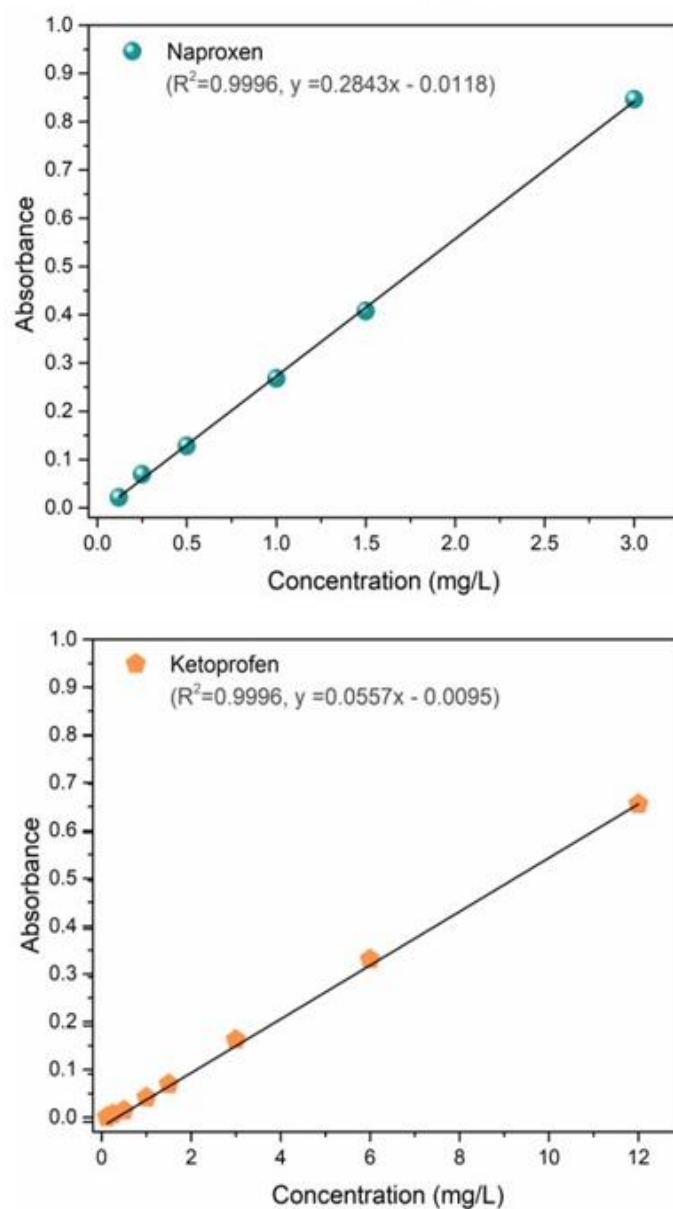 Naproxen
(R²=0.9996, y =0.2843x - 0.0118)
Absorbance
1.0
0.9
0.8
0.7
0.6
0.5
0.4
0.3
0.2
0.1
0.0
0.0 0.5 1.0 1.5 2.0 2.5 3.0
Concentration (mg/L)
Ketoprofen
(R²=0.9996, y =0.0557x - 0.0095)
Absorbance
1.0
0.9
0.8
0.7
0.6
0.5
0.4
0.3
0.2
0.1
0.0
0 2 4 6 8 10 12
Concentration (mg/L)